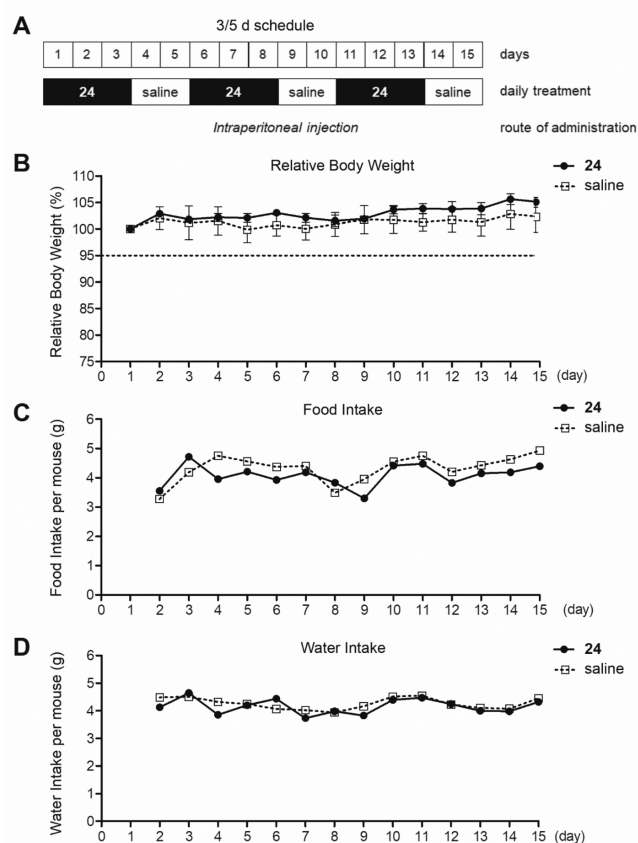 A
3/5 d schedule
1 2 3 4 5 6 7 8 9 10 11 12 13 14 15 days
24 saline 24 saline 24 saline daily treatment
Intraperitoneal injection route of administration
B
Relative Body Weight
24
saline
Relative Body Weight (%)
110
105
100
95
90
85
80
75
0 1 2 3 4 5 6 7 8 9 10 11 12 13 14 15 (day)
C
Food Intake
24
saline
Food Intake per mouse (g)
6
5
4
3
2
1
0
0 1 2 3 4 5 6 7 8 9 10 11 12 13 14 15 (day)
D
Water Intake
24
saline
Water Intake per mouse (g)
6
5
4
3
2
1
0
0 1 2 3 4 5 6 7 8 9 10 11 12 13 14 15 (day)